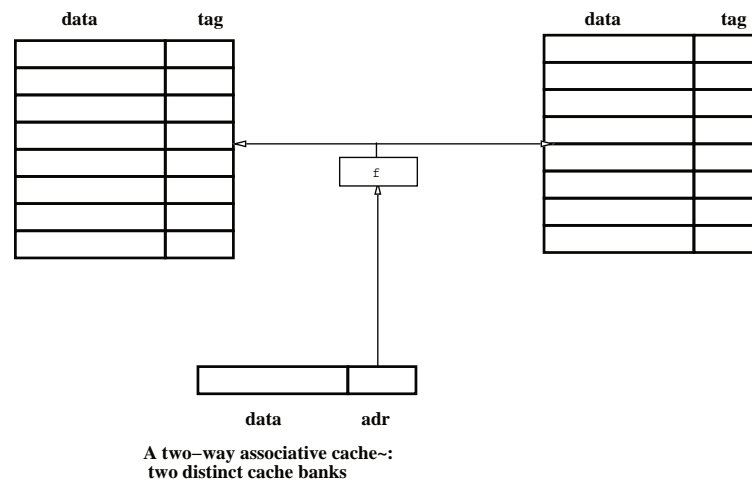 data tag data tag
f
data adr
A two−way associative cache~:
two distinct cache banks